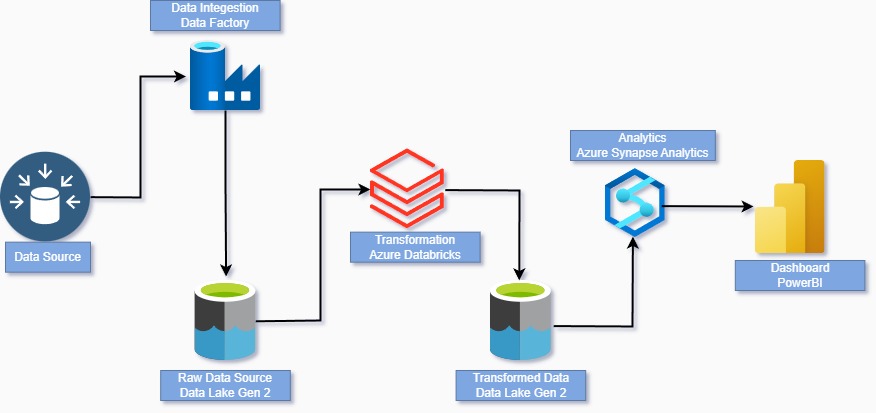 Data Integestion
Data Factory
Data Source
Raw Data Source
Data Lake Gen 2
Transformation
Azure Databricks
Transformed Data
Data Lake Gen 2
Analytics
Azure Synapse Analytics
Dashboard
PowerBI